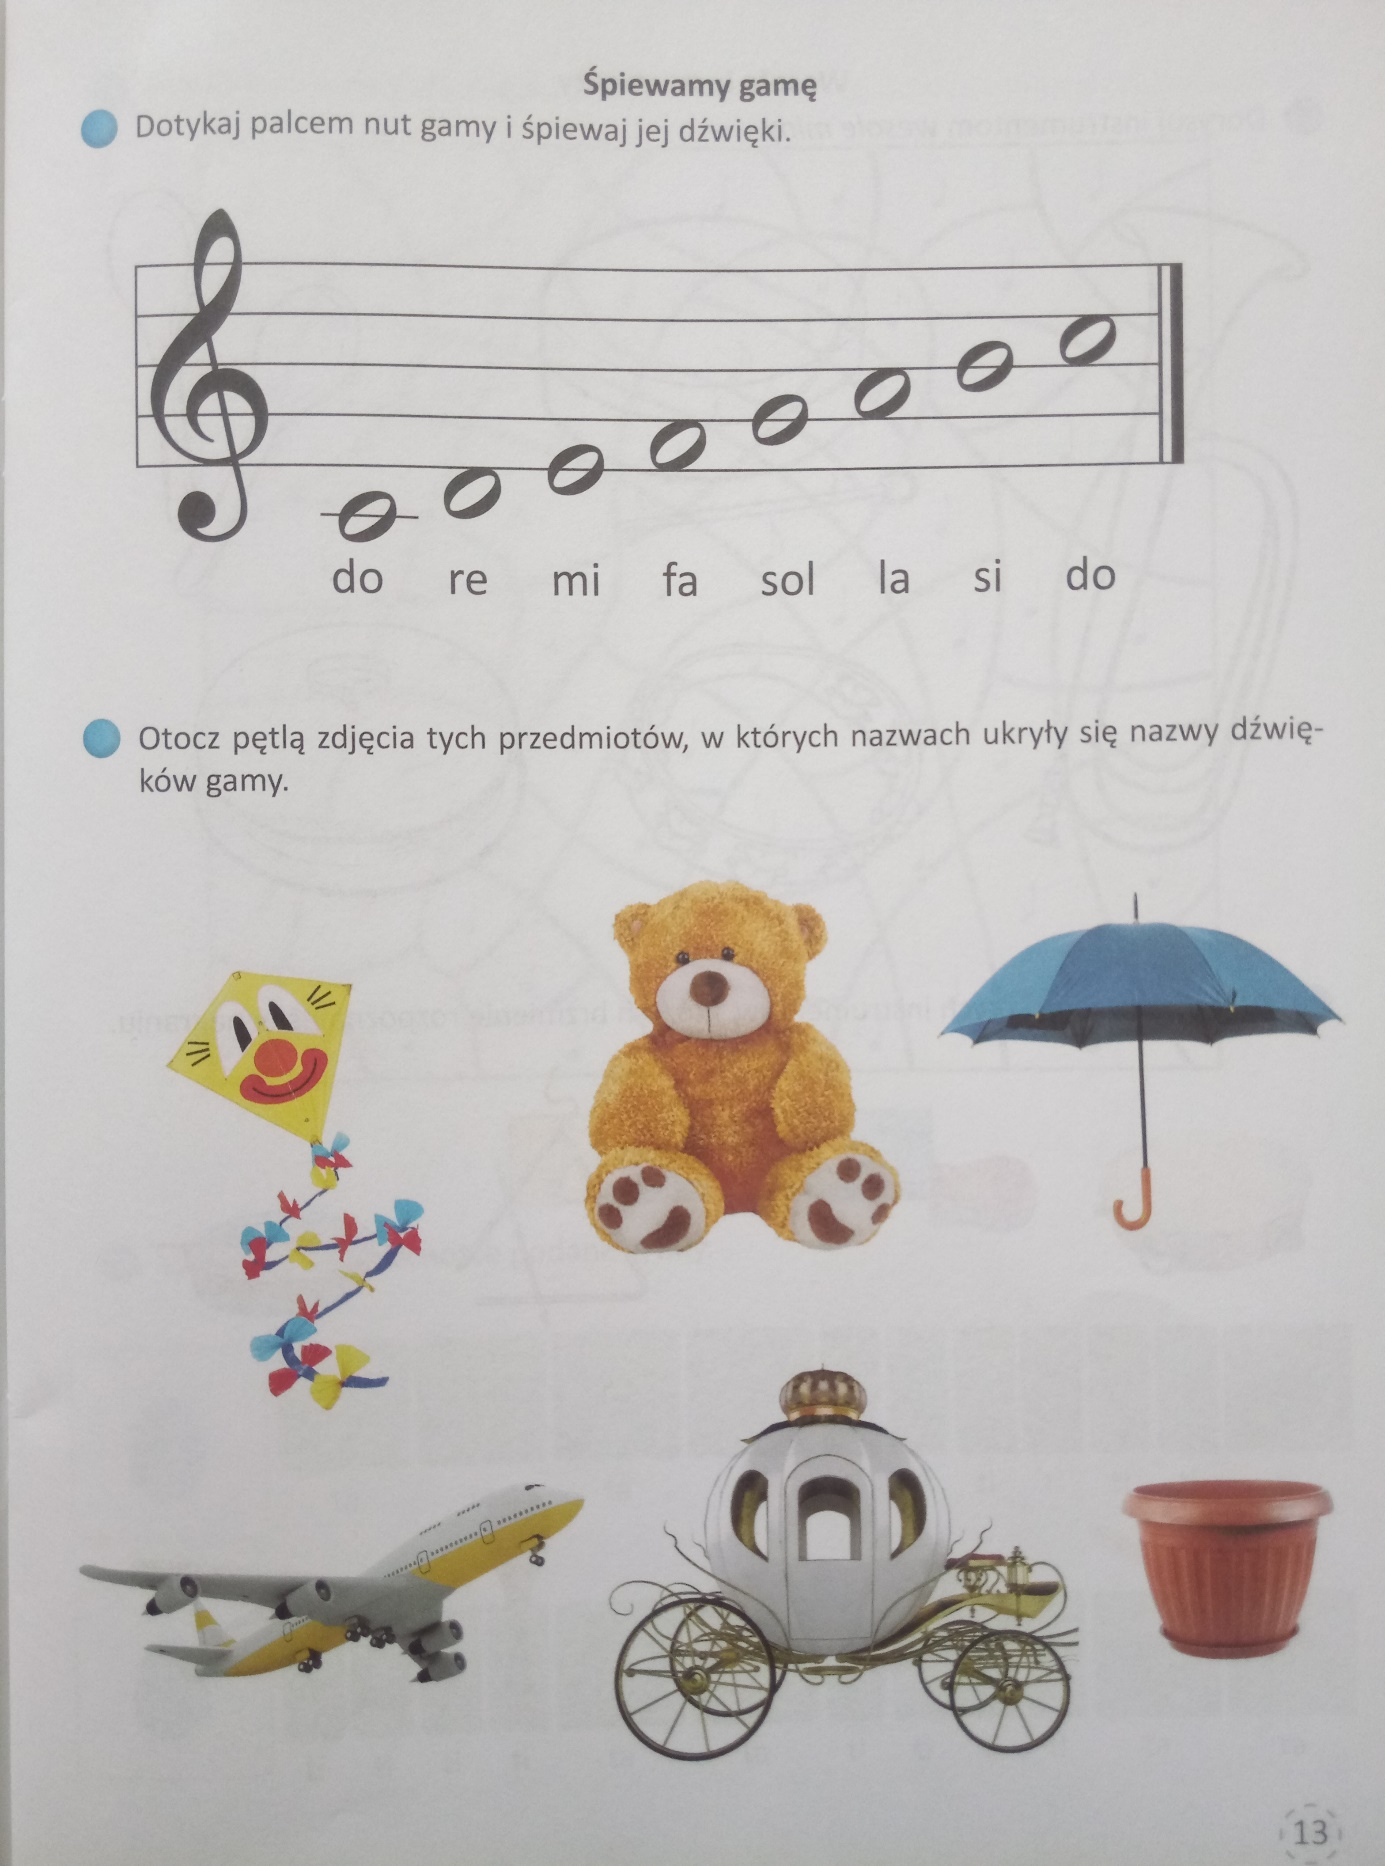 Śpiewamy gamę
Dotykaj palcem nut gamy i śpiewaj jej dźwięki.
do re mi fa sol la si do
Otocz pętlą zdjęcia tych przedmiotów, w których nazwach ukryły się nazwy dźwię-
ków gamy.
13